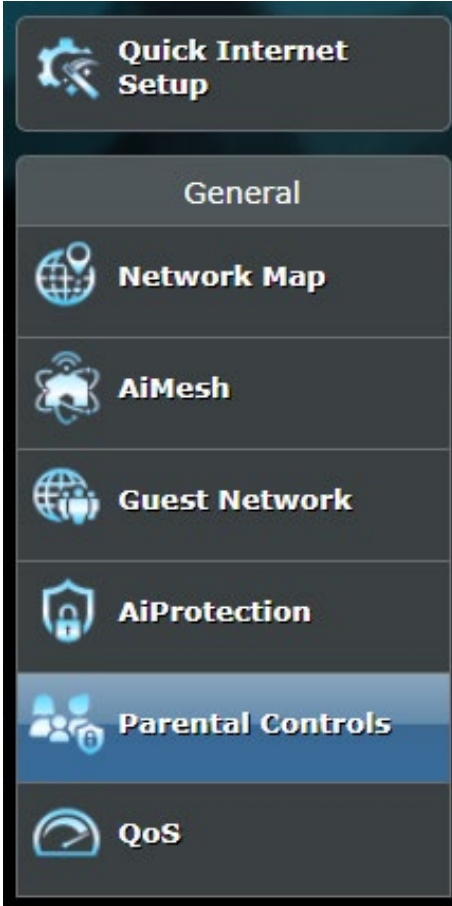 Quick Internet
Setup
General
Network Map
AiMesh
Guest Network
AiProtection
Parental Controls
QoS